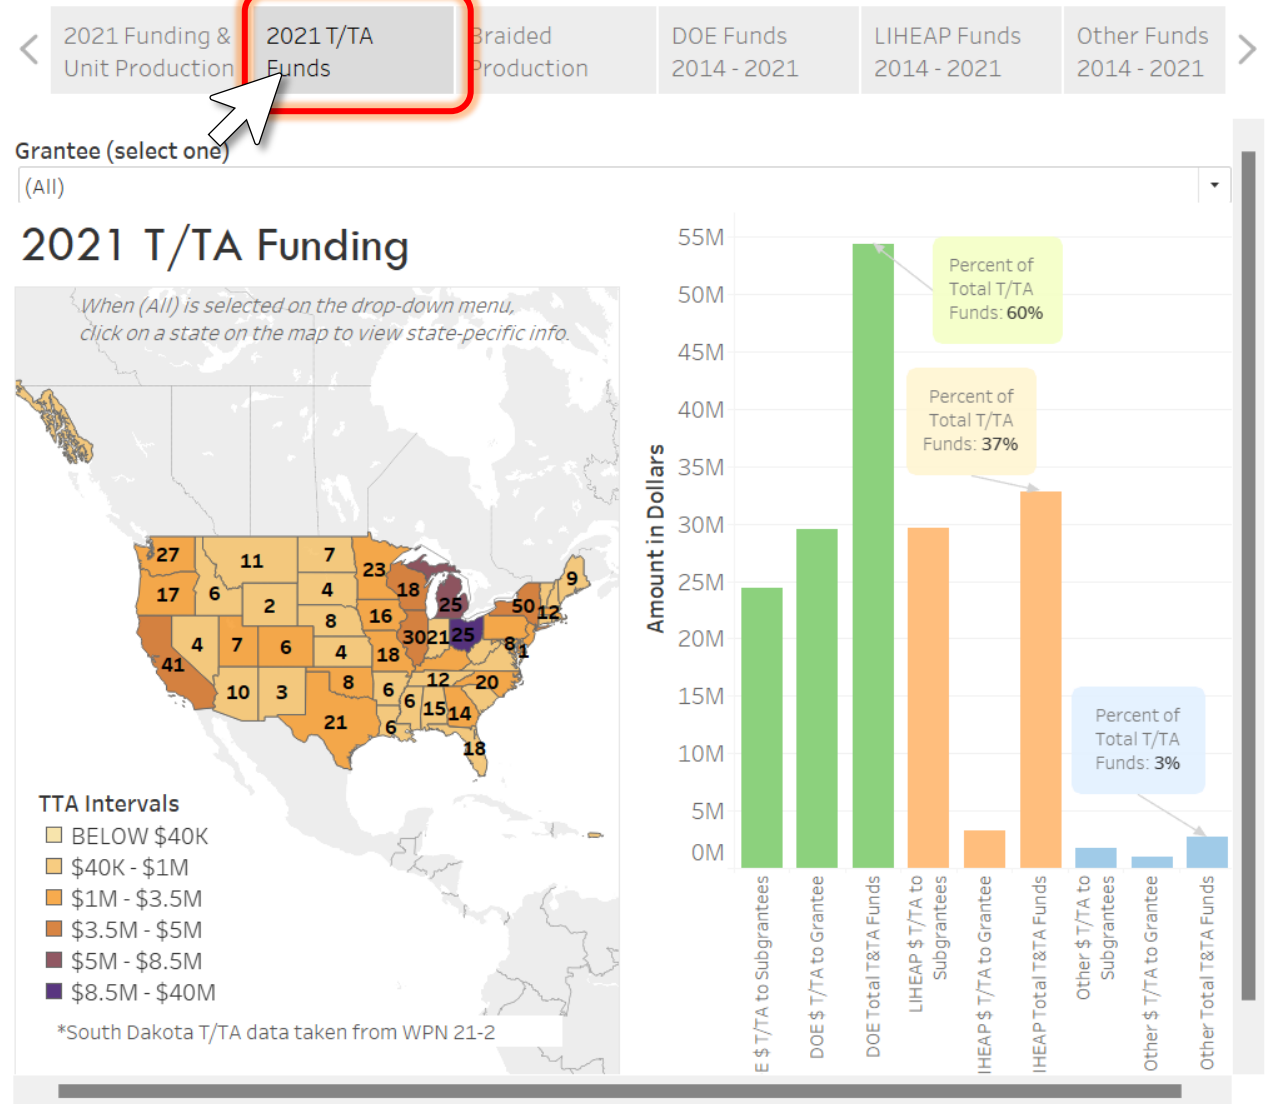 2021 Funding &
Unit Production
2021 T/TA
Funds
Braided
Production
DOE Funds
2014 - 2021
LIHEAP Funds
2014 - 2021
Other Funds
2014 - 2021
Grantee (select one)
(All)
2021 T/TA Funding
When (All) is selected on the drop-down menu,
click on a state on the map to view state-pecific info.
27
11
7
23
9
17
6
4
18
25
50
12
2
8
16
4
7
6
30
21
25
8
1
41
4
18
10
3
8
6
12
20
21
6
15
14
6
18
TTA Intervals
BELOW $40K
$40K - $1M
$1M - $3.5M
$3.5M - $5M
$5M - $8.5M
$8.5M - $40M
*South Dakota T/TA data taken from WPN 21-2
Amount in Dollars
55M
50M
45M
40M
35M
30M
25M
20M
15M
10M
5M
0M
Percent of
Total T/TA
Funds: 60%
Percent of
Total T/TA
Funds: 37%
Percent of
Total T/TA
Funds: 3%
E $ T/TA to Subgrantees
DOE $ T/TA to Grantee
DOE Total T&TA Funds
LIHEAP $ T/TA to
Subgrantees
IHEAP $ T/TA to Grantee
IHEAP Total T&TA Funds
Other $ T/TA to
Subgrantees
Other $ T/TA to Grantee
Other Total T&TA Funds